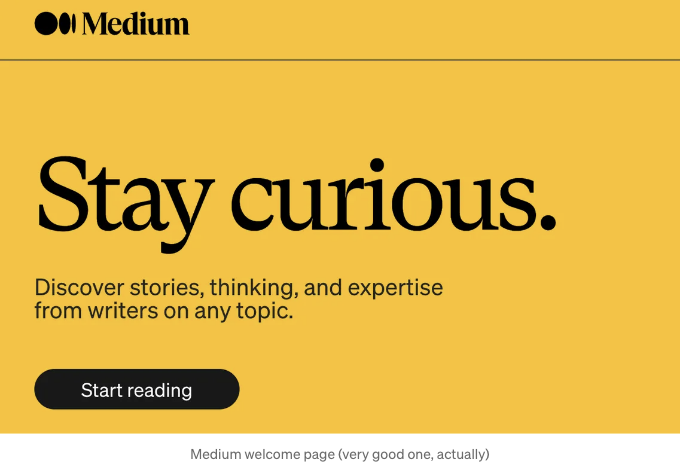 Medium
Stay curious.
Discover stories, thinking, and expertise
from writers on any topic.
Start reading
Medium welcome page (very good one, actually)